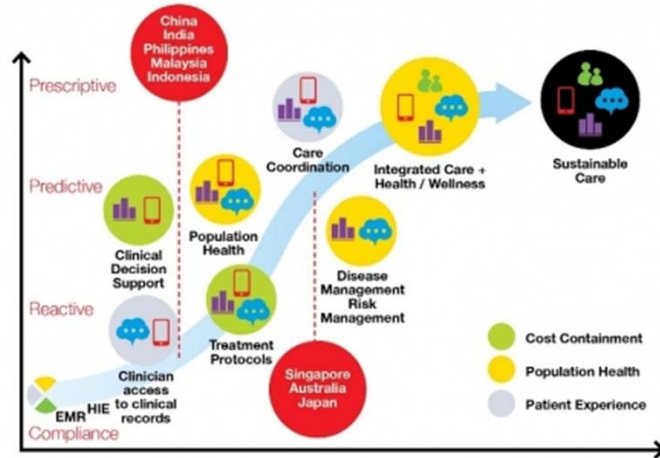 China
India
Philippines
Malaysia
Indonesia
Prescriptive
Care
Coordination
Integrated Care +
Health / Wellness
Sustainable
Care
Predictive
Population
Health
Clinical
Decision
Support
Disease
Management
Risk
Management
Reactive
Treatment
Protocols
Clinician
access
to clinical
records
Singapore
Australia
Japan
Cost Containment
Population Health
Patient Experience
EMR HIE
Compliance